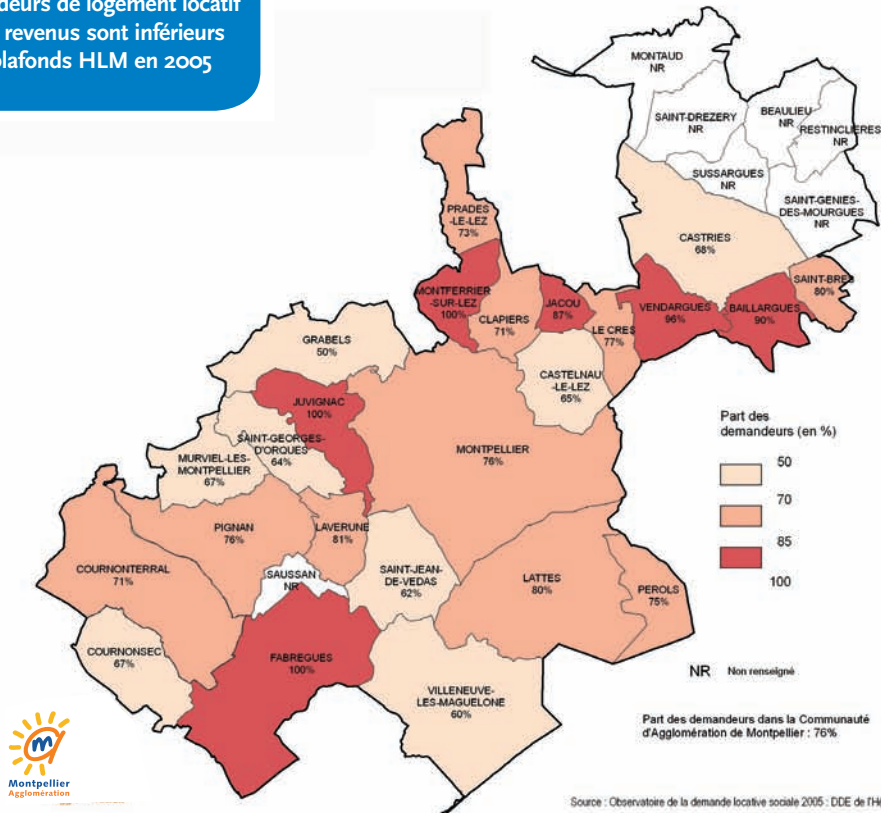 deurs de logement locatif
revenus sont inférieurs
plafonds HLM en 2005
MONTAUD
NR
SAINT-DREZERY
NR
BEAULIEU
NR
RESTINCLIERES
NR
SUSSARGUES
NR
SAINT-GENIES-
DES-MOURGUES
NR
PRADES
-LE-LEZ
73%
CASTRIES
68%
SAINT-BRES
80%
MONTFERRIER
-SUR-LEZ
100%
CLAPIERS
71%
JACOU
87%
LE CRES
77%
VENDARGUES
96%
BAILLARGUES
90%
GRABELS
50%
CASTELNAU
-LE-LEZ
65%
JUVIGNAC
100%
SAINT-GEORGES-
D'ORQUES
64%
MURVIEL-LES-
MONTPELLIER
67%
MONTPELLIER
76%
Part des
demandeurs (en %)
50
70
85
100
PIGNAN
76%
LAVERUNE
81%
COURNONTERRAL
71%
SAUSSAN
NR
SAINT-JEAN-
DE-VEDAS
62%
LATTES
80%
PEROLS
75%
COURNONSEC
67%
FABREGUES
100%
VILLENEUVE-
LES-MAGUELONE
60%
NR Non renseigné
Part des demandeurs dans la Communauté
d'Agglomération de Montpellier : 76%
m
Montpellier
Agglomération
Source : Observatoire de la demande locative sociale 2005 : DDE de l'Hé